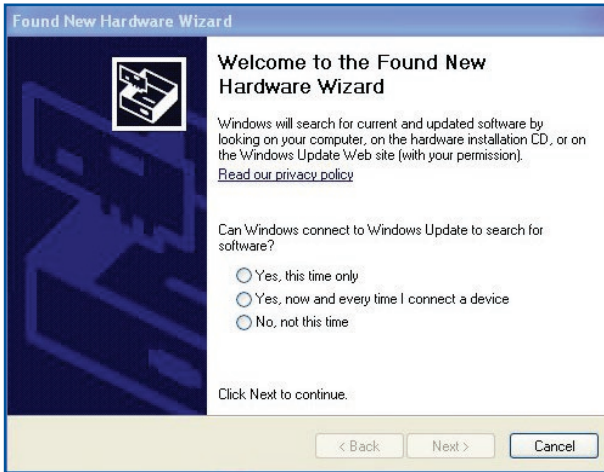 Found New Hardware Wizard
Welcome to the Found New
Hardware Wizard
Windows will search for current and updated software by
looking on your computer, on the hardware installation CD, or on
the Windows Update Web site (with your permission).
Read our privacy policy
Can Windows connect to Windows Update to search for
software?
Yes, this time only
Yes, now and every time I connect a device
No, not this time
Click Next to continue.
< Back Next > Cancel